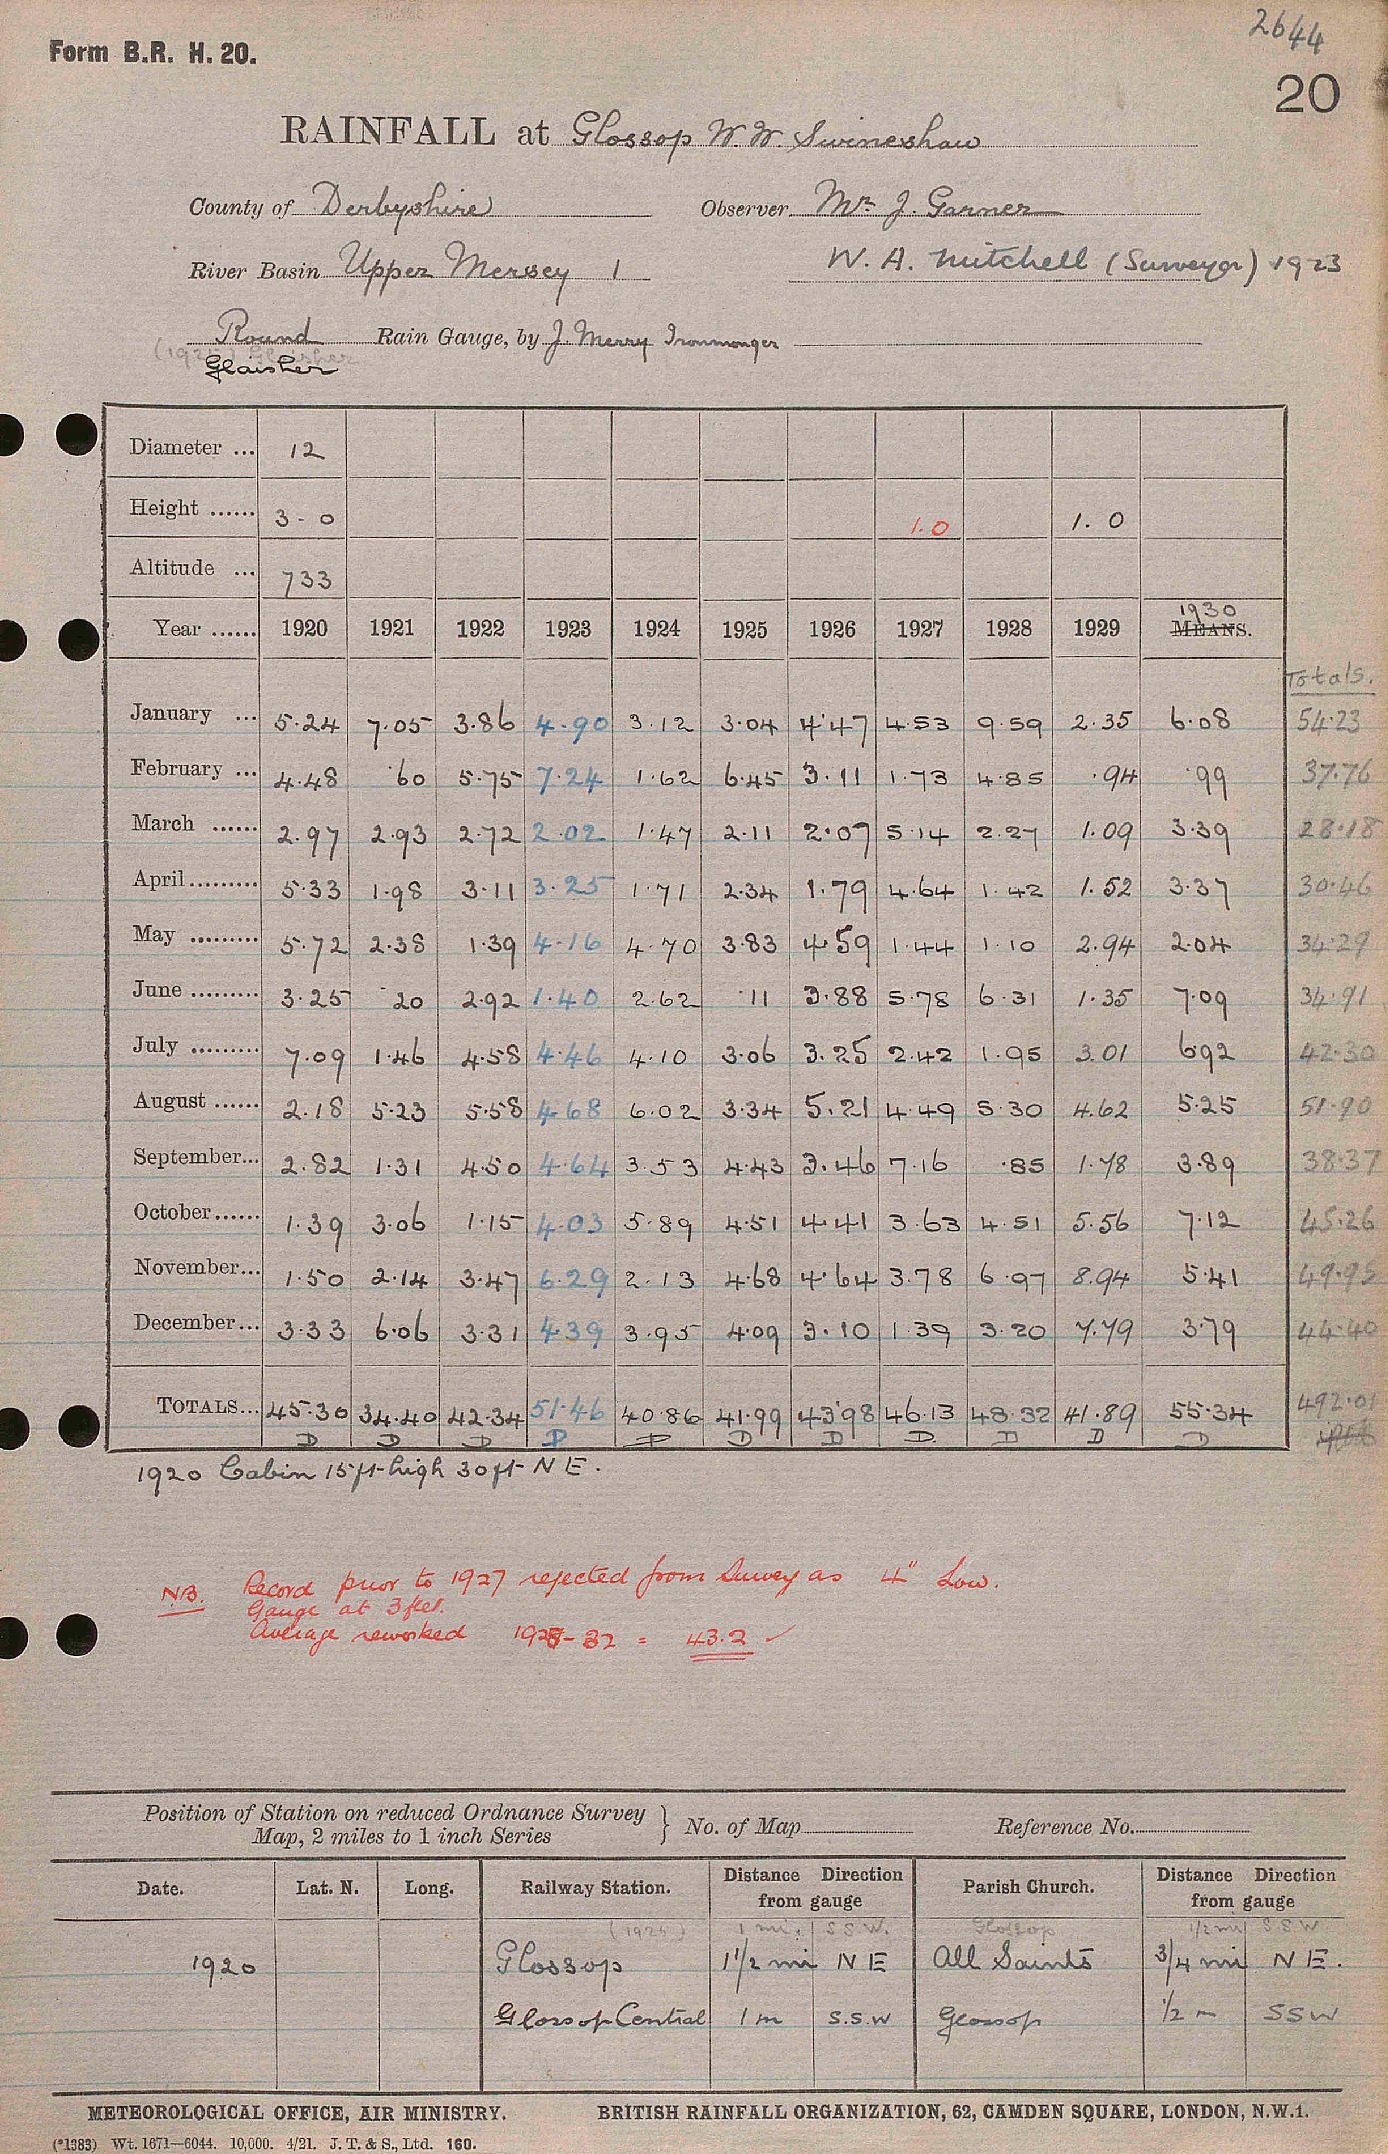 2644
Form B.R. H. 20.
20
RAINFALL at Glossop W.W. Swineshaw
County of Derbyshire Observer Mr. J. Garner
River Basin Upper Mersey 1 W. A. Mitchell (Surveyor) 1923
Round Rain Gauge, by J. Merry Ironmonger
Glaisher
Diameter ... 12
Height ...... 3 - 0 1.0 1. 0
Altitude ... 733
1930
Year ...... 1920 1921 1922 1923 1924 1925 1926 1927 1928 1929 MEANS.
Totals.
January ... 5.24 7.05 3.86 4.90 3.12 3.04 4.47 4.53 9.59 2.35 6.08 54.23
February ... 4.48 .60 5.75 7.24 1.62 6.45 3.11 1.73 4.85 .94 .99 37.76
March ...... 2.97 2.93 2.72 2.02 1.47 2.11 2.07 5.14 2.27 1.09 3.39 28.18
April......... 5.33 1.98 3.11 3.25 1.71 2.34 1.79 4.64 1.42 1.52 3.37 30.46
May ......... 5.72 2.38 1.39 4.16 4.70 3.83 4.59 1.44 1.10 2.94 2.04 34.29
June ......... 3.25 .20 2.92 1.40 2.62 .11 3.88 5.78 6.31 1.35 7.09 34.91
July ......... 7.09 1.46 4.58 4.46 4.10 3.06 3.25 2.42 1.95 3.01 6.92 42.30
August ...... 2.18 5.23 5.58 4.68 6.02 3.34 5.21 4.49 5.30 4.62 5.25 51.90
September... 2.82 1.31 4.50 4.64 3.53 4.43 3.46 7.16 .85 1.78 3.89 38.37
October...... 1.39 3.06 1.15 4.03 5.89 4.51 4.41 3.63 4.51 5.56 7.12 45.26
November... 1.50 2.14 3.47 6.29 2.13 4.68 4.64 3.78 6.97 8.94 5.41 49.95
December... 3.33 6.06 3.31 4.39 3.95 4.09 3.10 1.39 3.20 7.79 3.79 44.40
TOTALS... 45.30 34.40 42.34 51.46 40.86 41.99 43.98 46.13 48.32 41.89 55.34 492.01
D D D D D D D D D D D
1920 Cabin 15ft high 30ft N E.
N.B. Record prior to 1927 rejected from Survey as 4" Low.
Gauge at 3 feet.
Average reworked 1928-32 = 43.2 ✓
Position of Station on reduced Ordnance Survey
Map, 2 miles to 1 inch Series } No. of Map Reference No.
Date. Lat. N. Long. Railway Station. Distance from gauge Direction Parish Church. Distance from gauge Direction
(1925) 1 mi. S S W. Glossop 1/2 mi S S W
1920 Glossop 1 1/2 mi N E All Saints 3/4 mi N E.
Glossop Central 1 m S.S.W Glossop 1/2 m SSW
METEOROLOGICAL OFFICE, AIR MINISTRY. BRITISH RAINFALL ORGANIZATION, 62, CAMDEN SQUARE, LONDON, N.W.1.
(*1383) Wt. 1671—6044. 10,000. 4/21. J. T. & S., Ltd. 160.